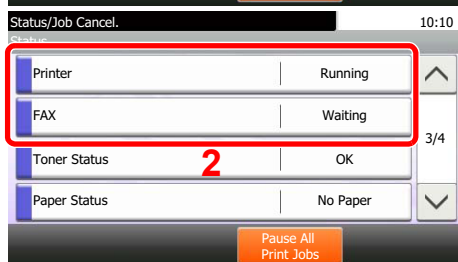 Status/Job Cancel. 10:10
Status
Printer Running
FAX Waiting
3/4
Toner Status 2 OK
Paper Status No Paper
Pause All
Print Jobs